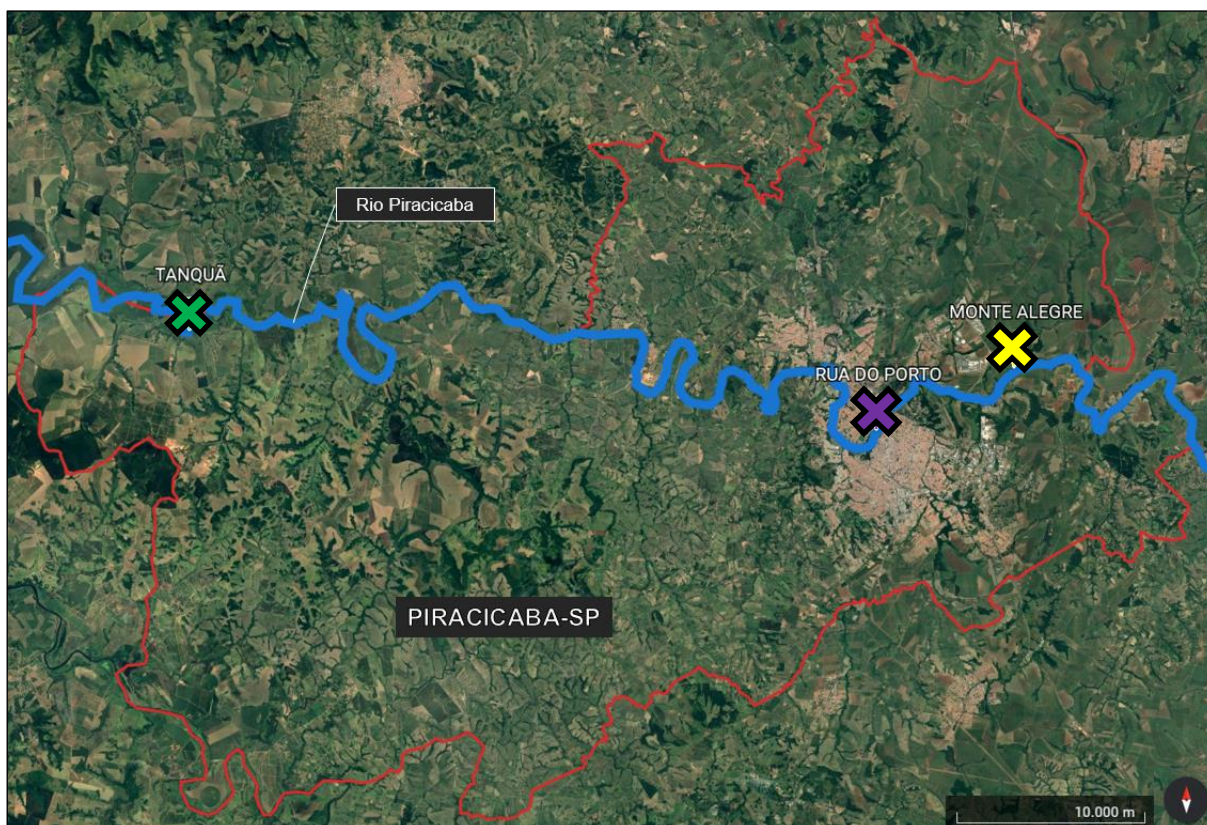 Rio Piracicaba
TANQUÃ
MONTE ALEGRE
RUA DO PORTO
PIRACICABA-SP
10.000 m